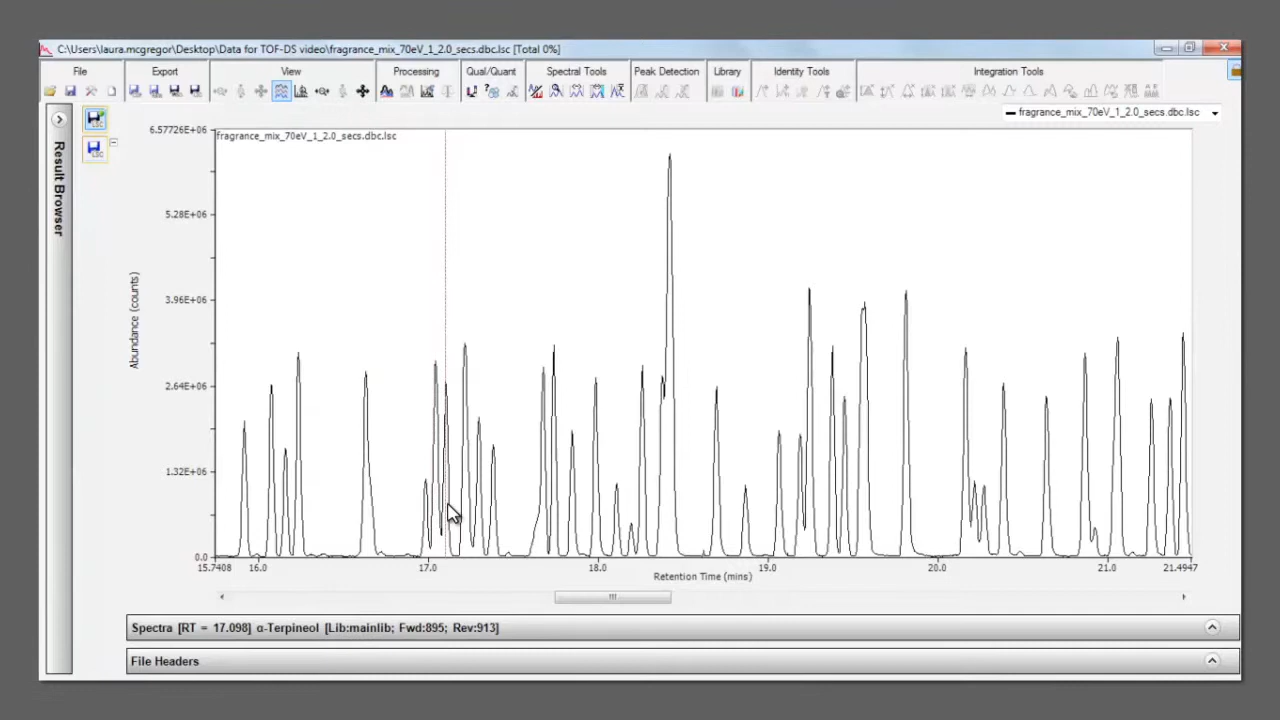 C:\Users\laura.mcgregor\Desktop\Data for TOF-DS video\fragrance_mix_70eV_1_2.0_secs.dbc.lsc [Total 0%]
File Export View Processing Qual/Quant Spectral Tools Peak Detection Library Identity Tools Integration Tools
fragrance_mix_70eV_1_2.0_secs.dbc.lsc
Result Browser
6.57726E+06
fragrance_mix_70eV_1_2.0_secs.dbc.lsc
5.28E+06
3.96E+06
2.64E+06
1.32E+06
0.0
Abundance (counts)
15.7408 16.0 17.0 18.0 19.0 20.0 21.0 21.4947
Retention Time (mins)
Spectra [RT = 17.098] α-Terpineol [Lib:mainlib; Fwd:895; Rev:913]
File Headers